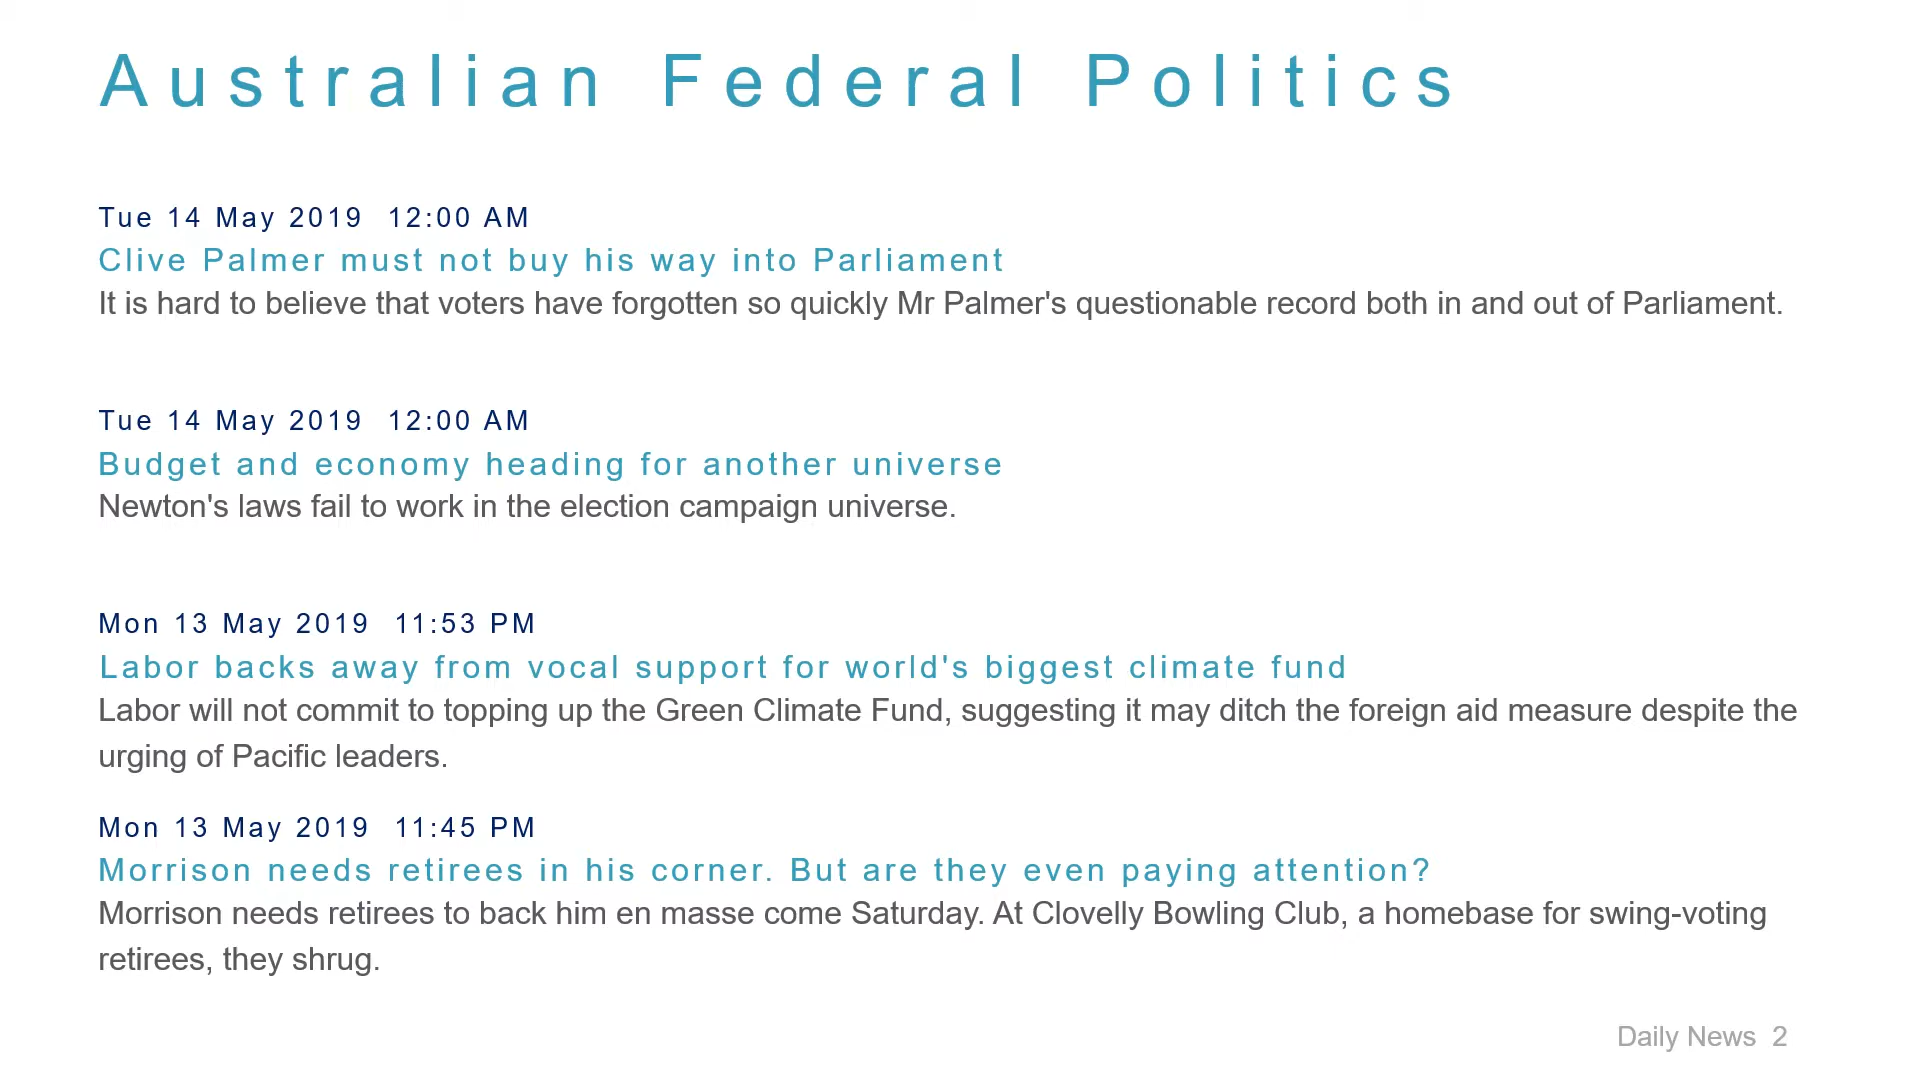 Australian Federal Politics
Tue 14 May 2019 12:00 AM
Clive Palmer must not buy his way into Parliament
It is hard to believe that voters have forgotten so quickly Mr Palmer's questionable record both in and out of Parliament.
Tue 14 May 2019 12:00 AM
Budget and economy heading for another universe
Newton's laws fail to work in the election campaign universe.
Mon 13 May 2019 11:53 PM
Labor backs away from vocal support for world's biggest climate fund
Labor will not commit to topping up the Green Climate Fund, suggesting it may ditch the foreign aid measure despite the
urging of Pacific leaders.
Mon 13 May 2019 11:45 PM
Morrison needs retirees in his corner. But are they even paying attention?
Morrison needs retirees to back him en masse come Saturday. At Clovelly Bowling Club, a homebase for swing-voting
retirees, they shrug.
Daily News 2